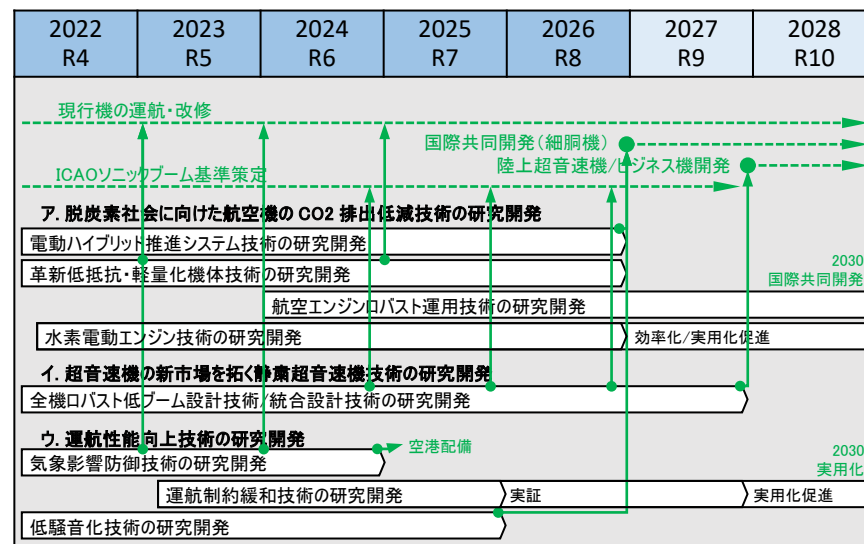 2022 2023 2024 2025 2026 2027 2028
R4 R5 R6 R7 R8 R9 R10
現行機の運航・改修
国際共同開発(細胴機)
陸上超音速機/ビジネス機開発
ICAOソニックブーム基準策定
ア. 脱炭素社会に向けた航空機の CO2 排出低減技術の研究開発
電動ハイブリッド推進システム技術の研究開発
革新低抵抗・軽量化機体技術の研究開発
2030
国際共同開発
航空エンジンロバスト運用技術の研究開発
水素電動エンジン技術の研究開発 効率化/実用化促進
イ. 超音速機の新市場を拓く静粛超音速機技術の研究開発
全機ロバスト低ブーム設計技術/統合設計技術の研究開発
ウ. 運航性能向上技術の研究開発
空港配備
2030
実用化
気象影響防御技術の研究開発
運航制約緩和技術の研究開発 実証 実用化促進
低騒音化技術の研究開発